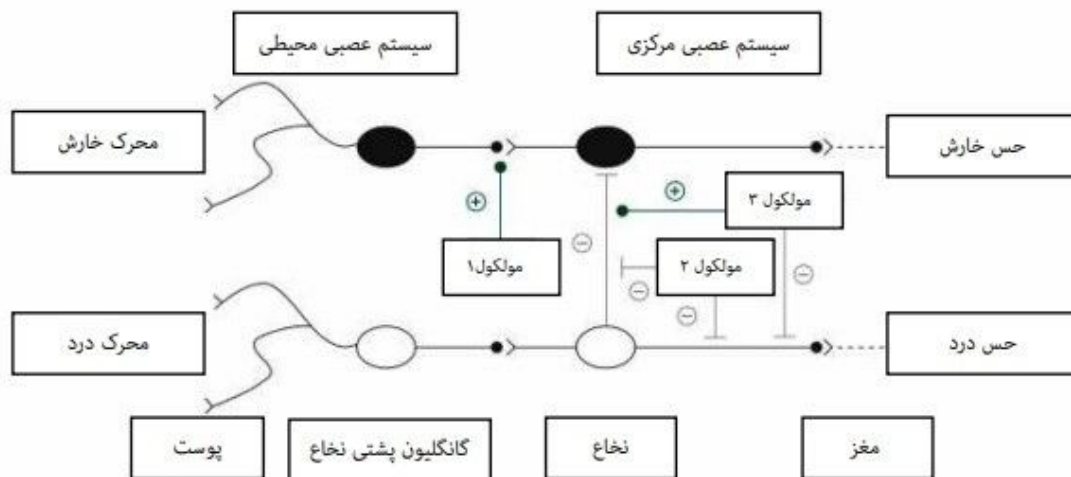 سیستم عصبی محیطی
سیستم عصبی مرکزی
محرک خارش
حس خارش
مولکول ۳
+
+
مولکول۱
−
مولکول ۲
−
−
−
محرک درد
حس درد
پوست
گانگلیون پشتی نخاع
نخاع
مغز